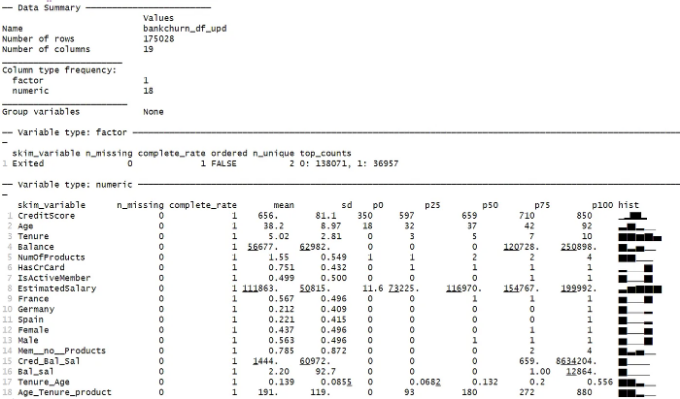 ── Data Summary ────────────────────────
Values
Name bankchurn_df_upd
Number of rows 175028
Number of columns 19
Column type frequency:
factor 1
numeric 18
Group variables None
── Variable type: factor ──
skim_variable n_missing complete_rate ordered n_unique top_counts
1 Exited 0 1 FALSE 2 0: 138071, 1: 36957
── Variable type: numeric ──
skim_variable n_missing complete_rate mean sd p0 p25 p50 p75 p100 hist
1 CreditScore 0 1 656. 81.1 350 597 659 710 850
2 Age 0 1 38.2 8.97 18 32 37 42 92
3 Tenure 0 1 5.02 2.81 0 3 5 7 10
4 Balance 0 1 56677. 62982. 0 0 0 120728. 250898.
5 NumOfProducts 0 1 1.55 0.549 1 1 2 2 4
6 HasCrCard 0 1 0.751 0.432 0 1 1 1 1
7 IsActiveMember 0 1 0.499 0.500 0 0 0 1 1
8 EstimatedSalary 0 1 111863. 50815. 11.6 73225. 116970. 154767. 199992.
9 France 0 1 0.567 0.496 0 0 1 1 1
10 Germany 0 1 0.212 0.409 0 0 0 0 1
11 Spain 0 1 0.221 0.415 0 0 0 0 1
12 Female 0 1 0.437 0.496 0 0 0 1 1
13 Male 0 1 0.563 0.496 0 0 1 1 1
14 Mem__no__Products 0 1 0.785 0.872 0 0 0 2 4
15 Cred_Bal_Sal 0 1 1444. 60972. 0 0 0 659. 8634204.
16 Bal_sal 0 1 2.20 92.7 0 0 0 1.00 12864.
17 Tenure_Age 0 1 0.139 0.0855 0 0.0682 0.132 0.2 0.556
18 Age_Tenure_product 0 1 191. 119. 0 93 180 272 880